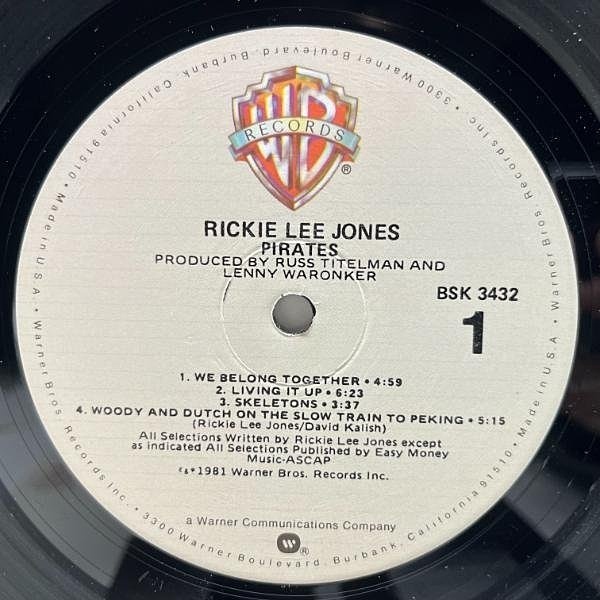 WB
RECORDS
®
RICKIE LEE JONES
PIRATES
PRODUCED BY RUSS TITELMAN AND
LENNY WARONKER
BSK 3432
1
1. WE BELONG TOGETHER • 4:59
2. LIVING IT UP • 6:23
3. SKELETONS • 3:37
4. WOODY AND DUTCH ON THE SLOW TRAIN TO PEKING • 5:15
(Rickie Lee Jones/David Kalish)
All Selections Written by Rickie Lee Jones except
as indicated All Selections Published by Easy Money
Music-ASCAP
©&℗1981 Warner Bros. Records Inc.
a Warner Communications Company
W®
Warner Bros. Records Inc. • 3300 Warner Boulevard, Burbank, California 91510 • Made in U.S.A. • Warner Bros. Records Inc. • 3300 Warner Boulevard, Burbank, California 91510 • Made in U.S.A. •